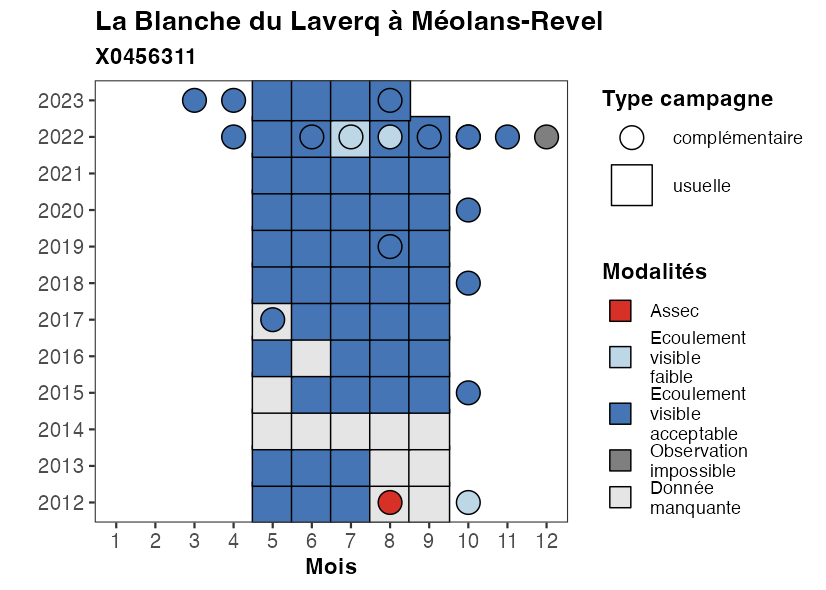 La Blanche du Laverq à Méolans-Revel
X0456311
2023
2022
2021
2020
2019
2018
2017
2016
2015
2014
2013
2012
1 2 3 4 5 6 7 8 9 10 11 12
Mois
Type campagne
complémentaire
usuelle
Modalités
Assec
Ecoulement
visible
faible
Ecoulement
visible
acceptable
Observation
impossible
Donnée
manquante